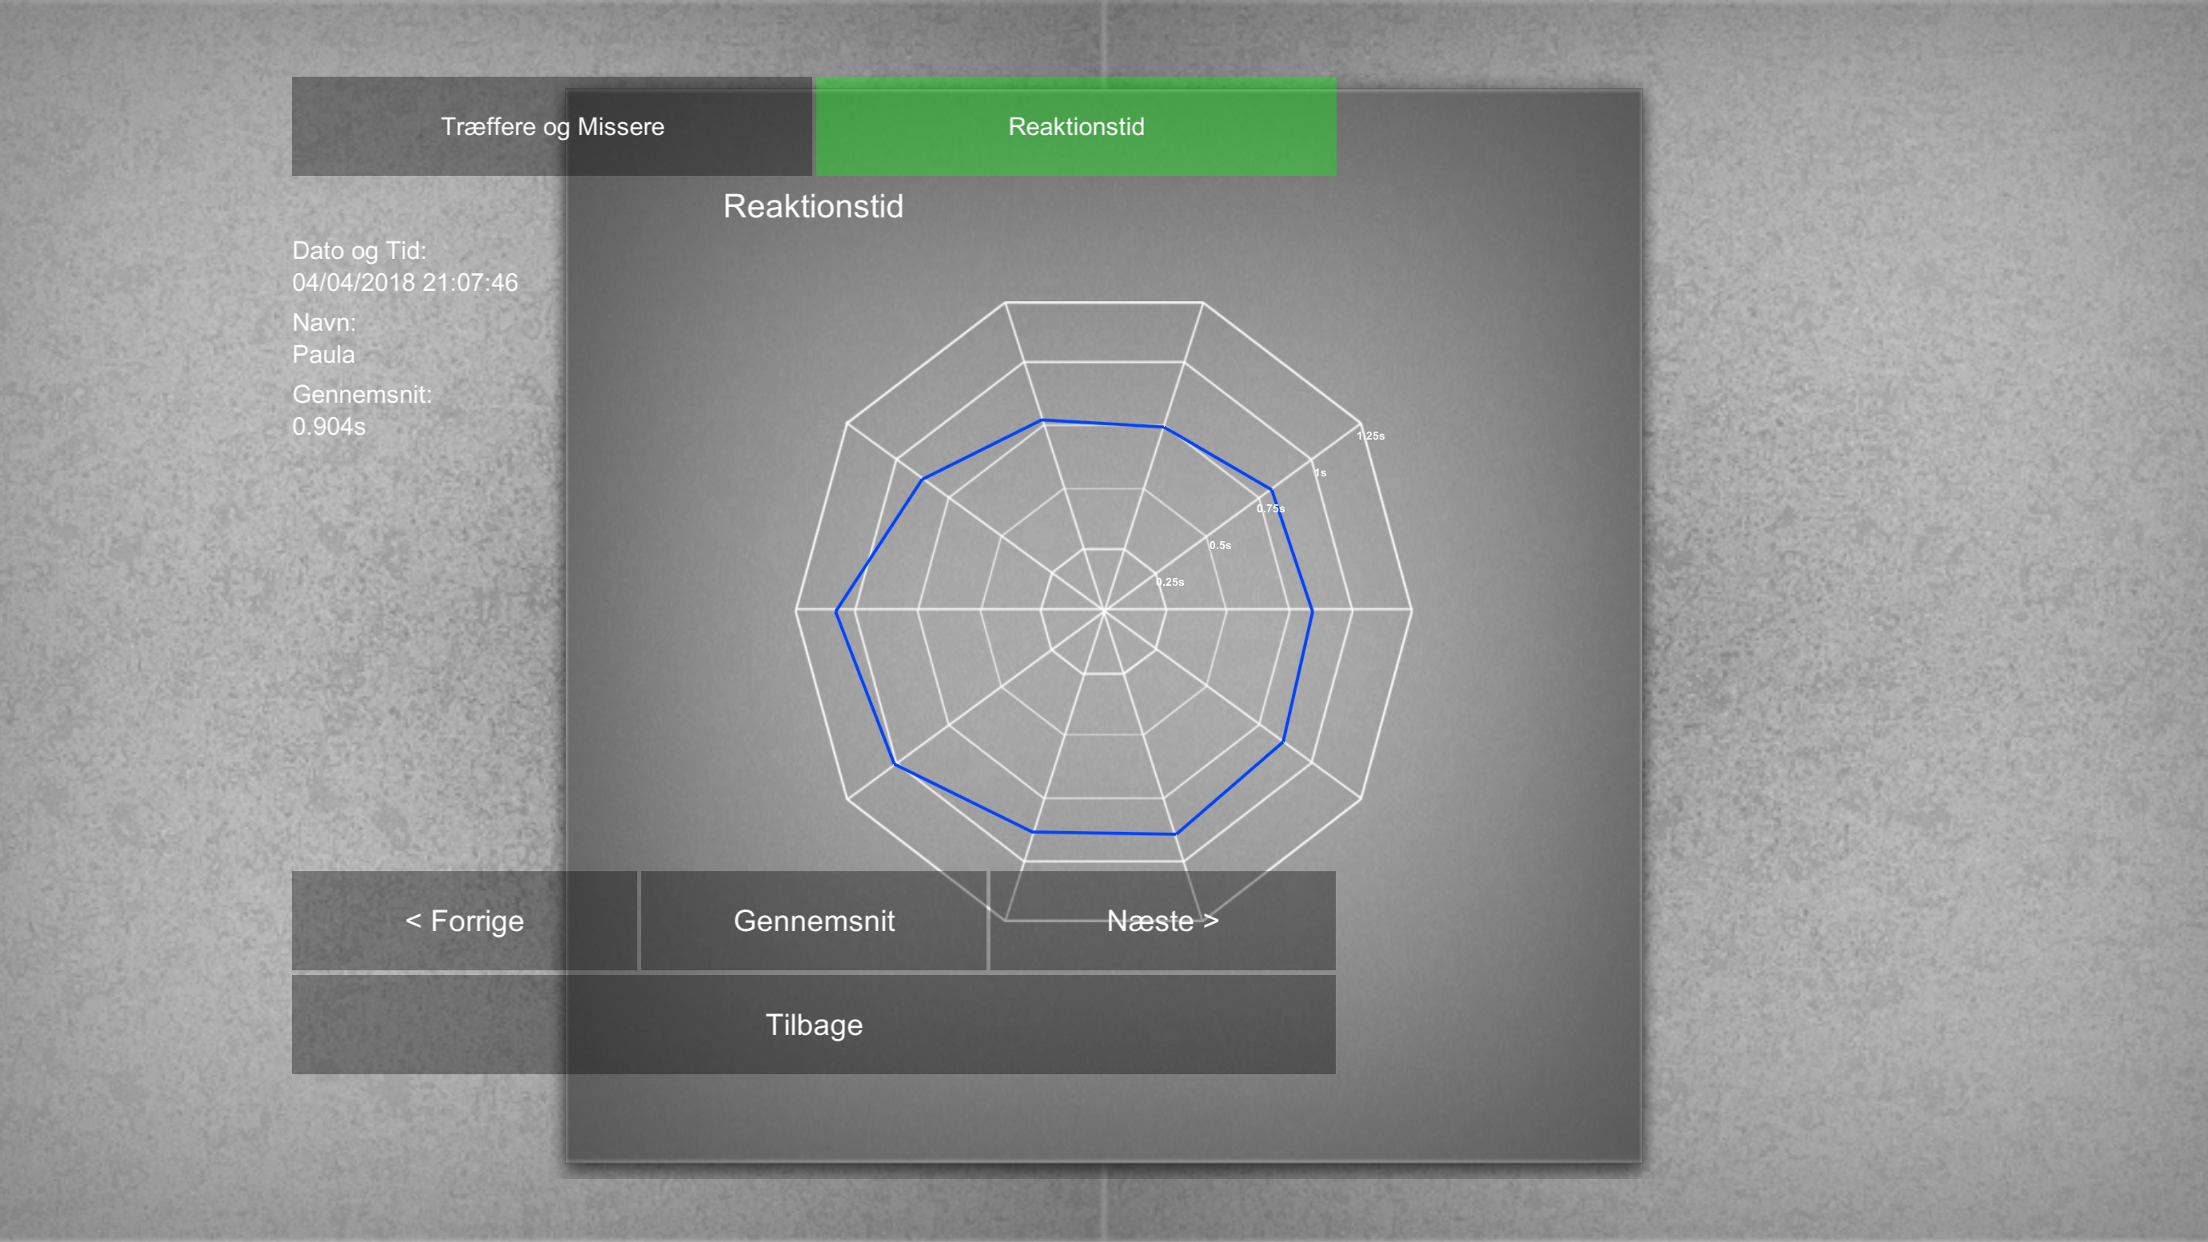 Træffere og Missere
Reaktionstid
Reaktionstid
Dato og Tid:
04/04/2018 21:07:46
Navn:
Paula
Gennemsnit:
0.904s
1.25s
1s
0.75s
0.5s
0.25s
< Forrige
Gennemsnit
Næste >
Tilbage